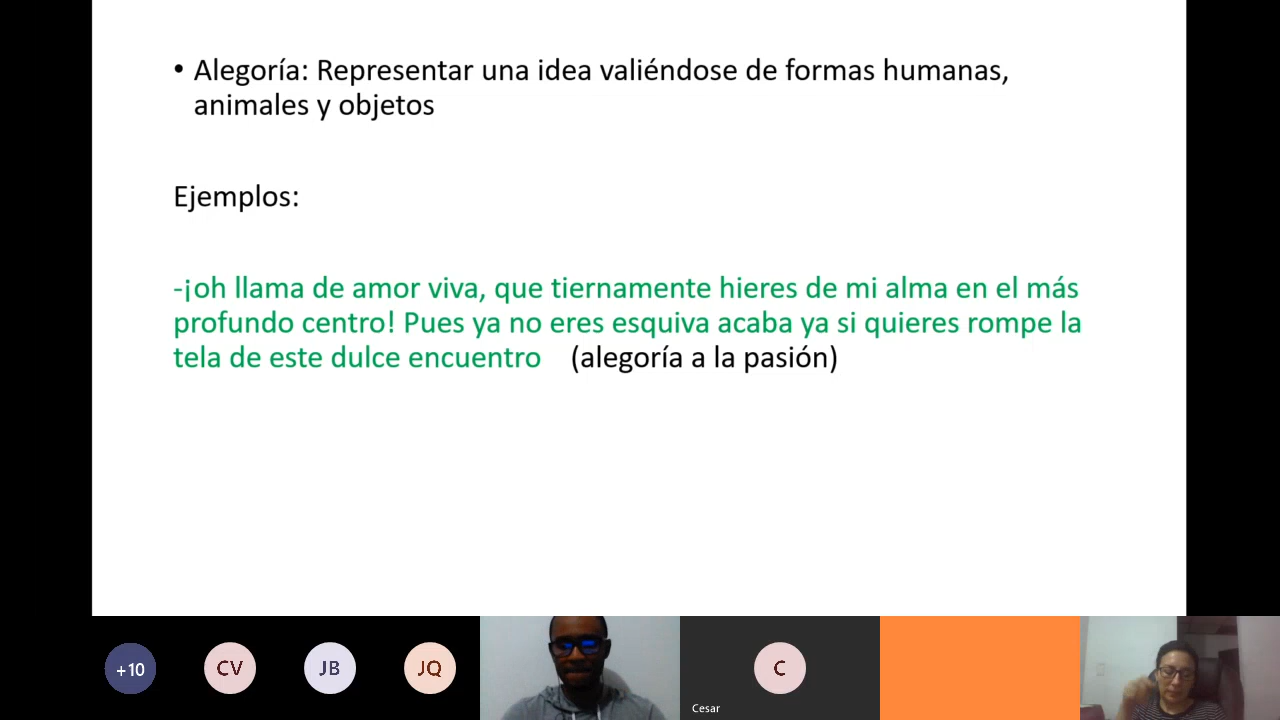 • Alegoría: Representar una idea valiéndose de formas humanas,
animales y objetos
Ejemplos:
-¡oh llama de amor viva, que tiernamente hieres de mi alma en el más
profundo centro! Pues ya no eres esquiva acaba ya si quieres rompe la
tela de este dulce encuentro (alegoría a la pasión)
+10 CV JB JQ C
Cesar